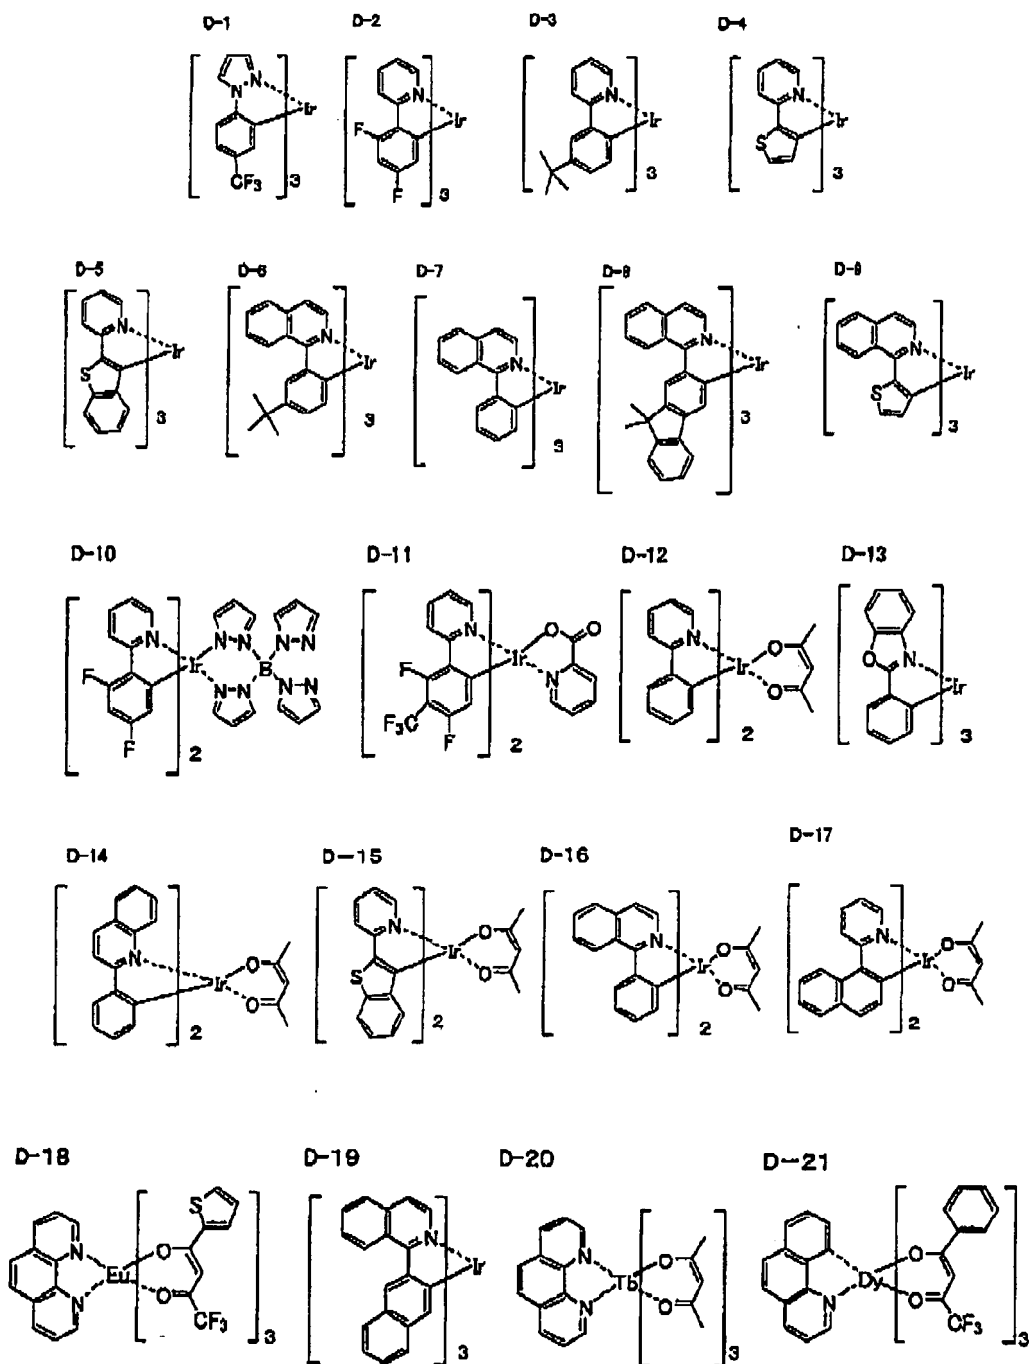 D-1 D-2 D-3 D-4
N N Ir CF3 3
N Ir F F 3
N Ir 3
N Ir S 3
D-5 D-6 D-7 D-8 D-9
N Ir S 3
N Ir 3
N Ir 3
N Ir 3
N Ir S 3
D-10 D-11 D-12 D-13
N Ir F F 2 N N N N B N N N N
N Ir F F3C F 2 O O N
N Ir 2 O O
O N Ir 3
D-14 D-15 D-16 D-17
N Ir 2 O O
N Ir S 2 O O
N Ir 2 O O
N Ir 2 O O
D-18 D-19 D-20 D-21
N N Eu S O O CF3 3
N Ir 3
N N Tb O O 3
N Dy O O CF3 3